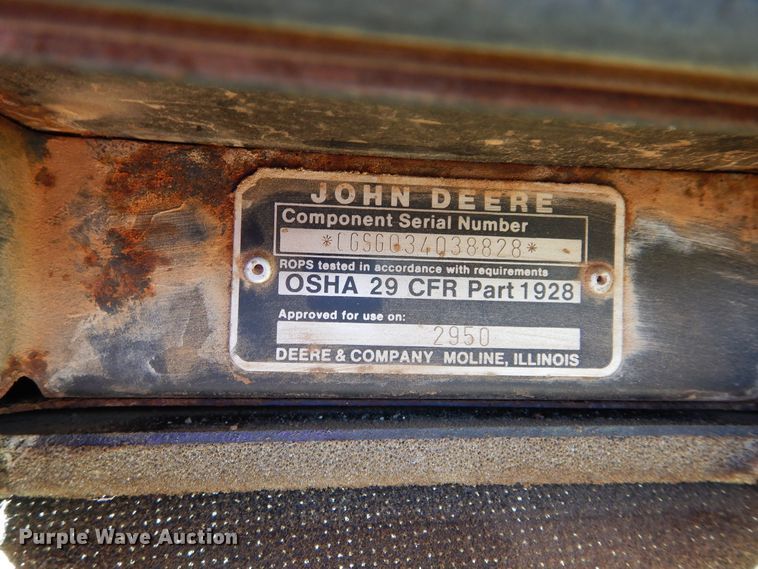 JOHN DEERE
Component Serial Number
*CGSG034038828*
ROPS tested in accordance with requirements
OSHA 29 CFR Part 1928
Approved for use on:
2950
DEERE & COMPANY MOLINE, ILLINOIS
Purple Wave Auction